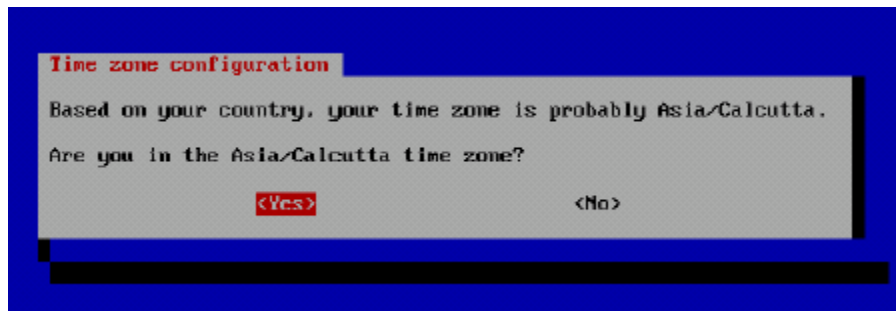 Time zone configuration
Based on your country, your time zone is probably Asia/Calcutta.
Are you in the Asia/Calcutta time zone?
<Yes> <No>